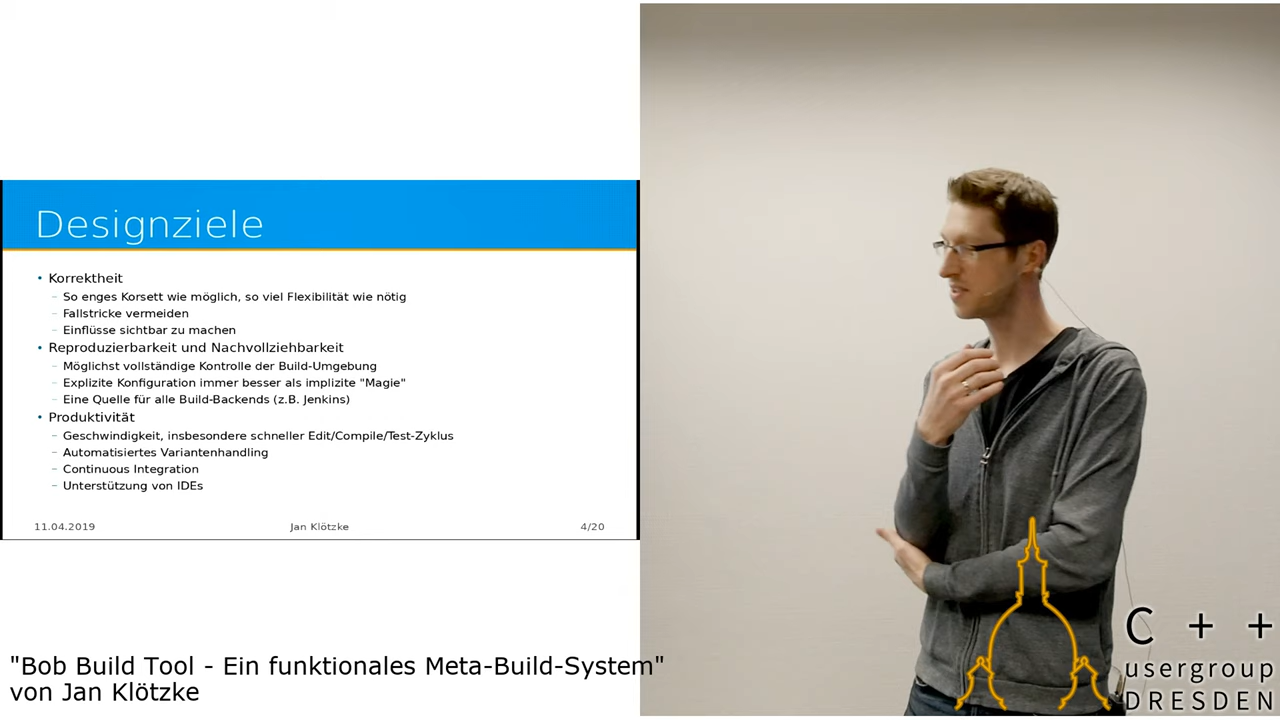 Designziele
• Korrektheit
– So enges Korsett wie möglich, so viel Flexibilität wie nötig
– Fallstricke vermeiden
– Einflüsse sichtbar zu machen
• Reproduzierbarkeit und Nachvollziehbarkeit
– Möglichst vollständige Kontrolle der Build-Umgebung
– Explizite Konfiguration immer besser als implizite "Magie"
– Eine Quelle für alle Build-Backends (z.B. Jenkins)
• Produktivität
– Geschwindigkeit, insbesondere schneller Edit/Compile/Test-Zyklus
– Automatisiertes Variantenhandling
– Continuous Integration
– Unterstützung von IDEs
11.04.2019 Jan Klötzke 4/20
"Bob Build Tool - Ein funktionales Meta-Build-System"
von Jan Klötzke
C + +
usergroup
DRESDEN